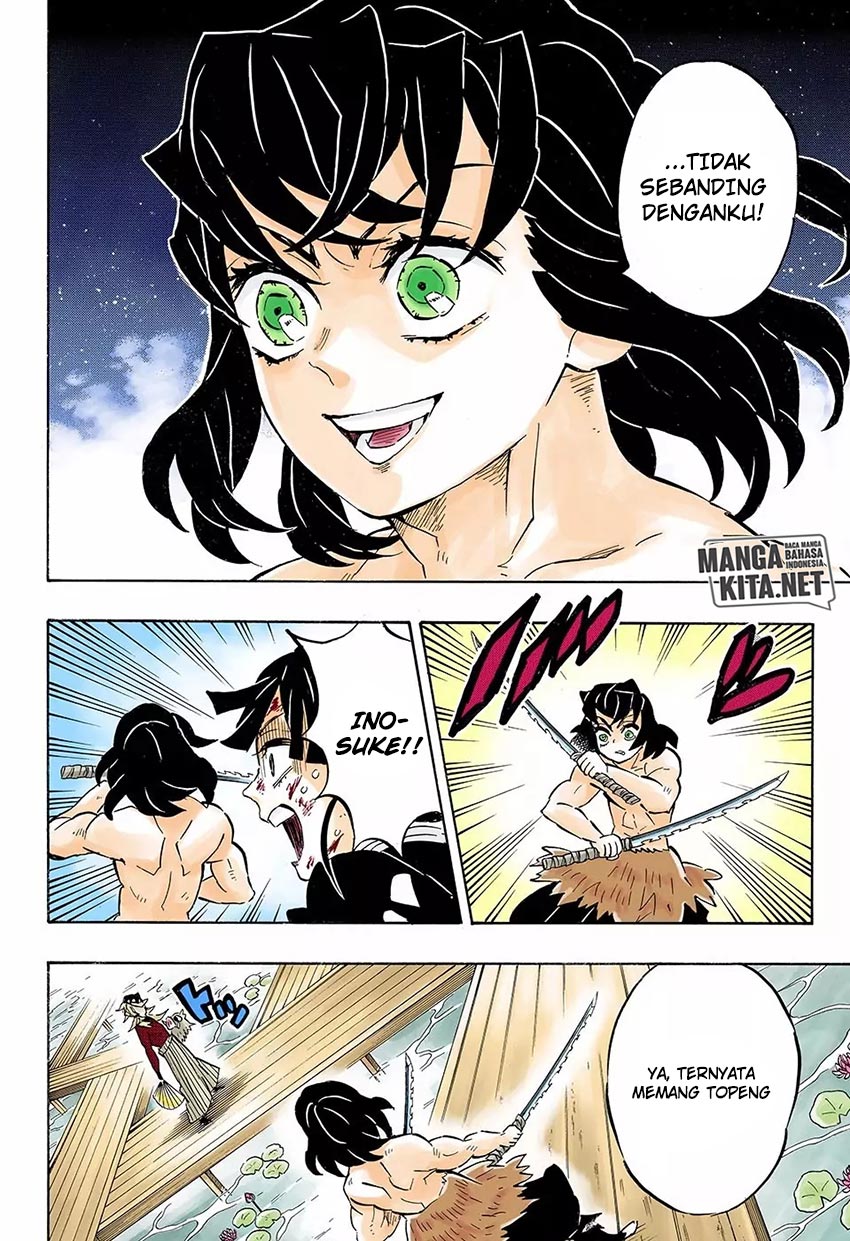 ...TIDAK
SEBANDING
DENGANKU!
MANGA
KITA.NET
BACA MANGA
BAHASA
INDONESIA
INO-
SUKE!!
YA, TERNYATA
MEMANG TOPENG